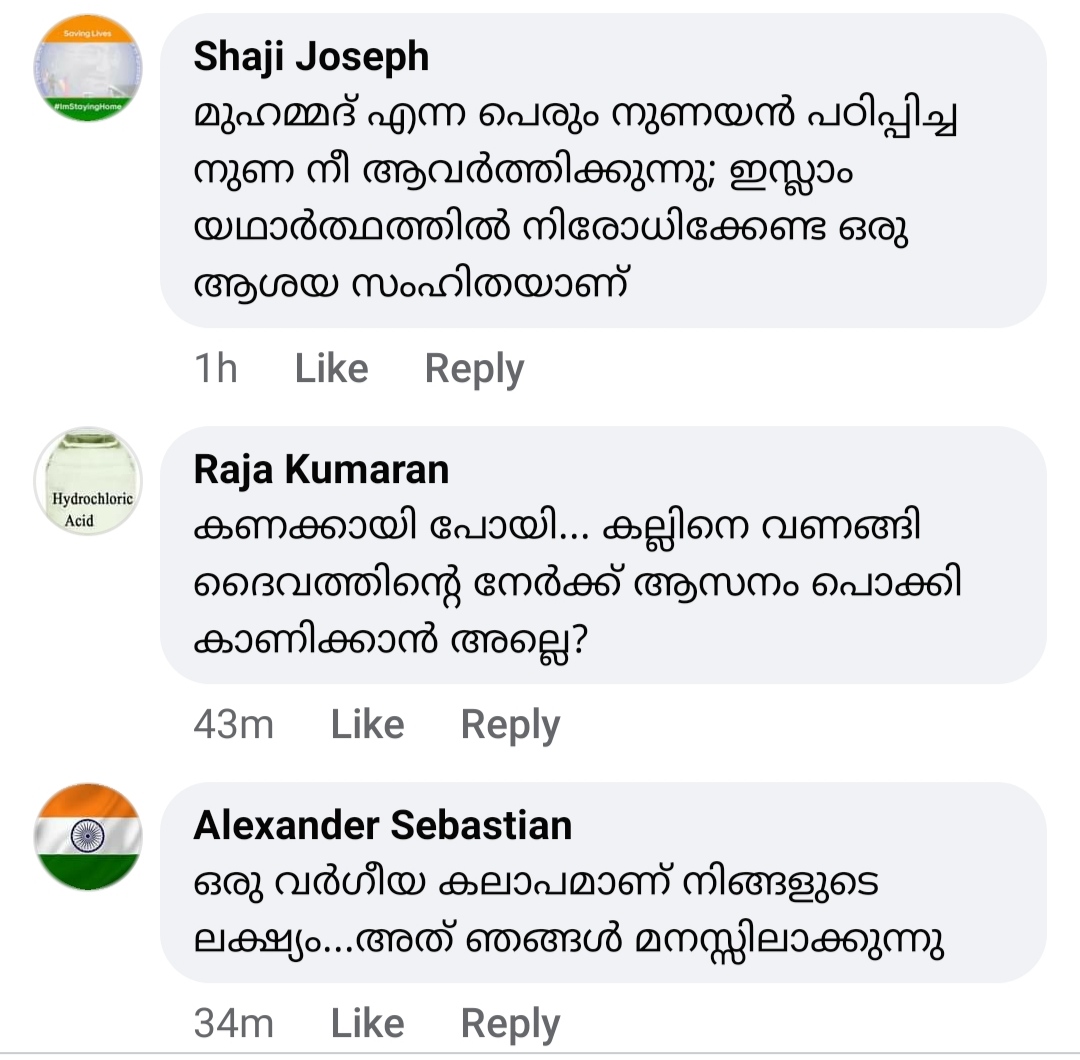 Saving Lives
#ImStayingHome
Shaji Joseph
മുഹമ്മദ് എന്ന പെരും നുണയൻ പഠിപ്പിച്ച
നുണ നീ ആവർത്തിക്കുന്നു; ഇസ്ലാം
യഥാർത്ഥത്തിൽ നിരോധിക്കേണ്ട ഒരു
ആശയ സംഹിതയാണ്
1h Like Reply
Hydrochloric
Acid
Raja Kumaran
കണക്കായി പോയി... കല്ലിനെ വണങ്ങി
ദൈവത്തിന്റെ നേർക്ക് ആസനം പൊക്കി
കാണിക്കാൻ അല്ലെ?
43m Like Reply
Alexander Sebastian
ഒരു വർഗീയ കലാപമാണ് നിങ്ങളുടെ
ലക്ഷ്യം...അത് ഞങ്ങൾ മനസ്സിലാക്കുന്നു
34m Like Reply